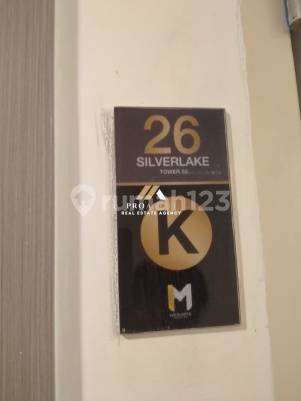 26
SILVERLAKE
TOWER
rumah123
PRO
REAL ESTATE AGENCY
K
M